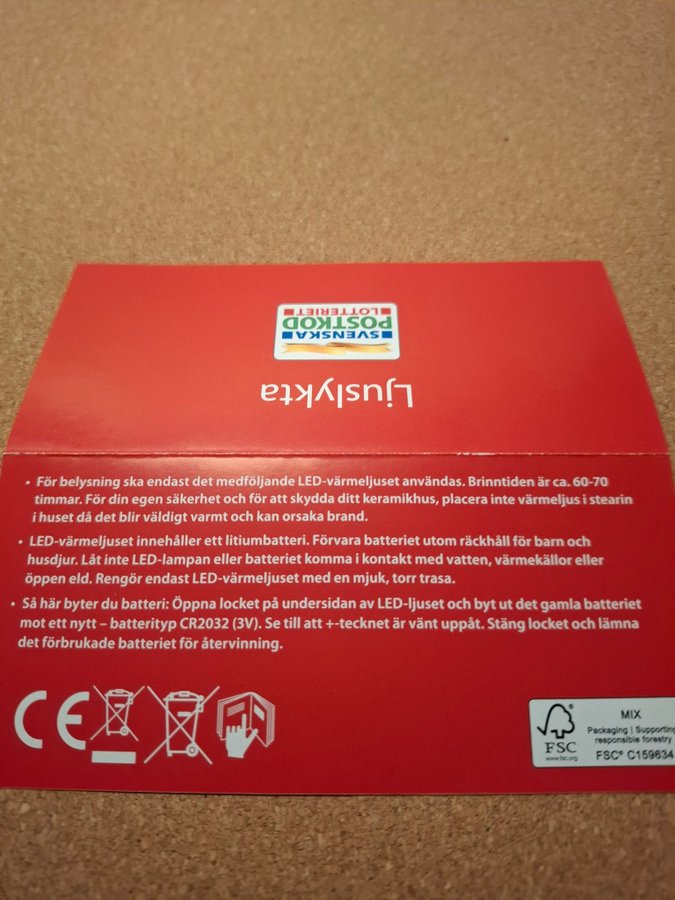 Ljuslykta
SVENSKA
POSTKOD
LOTTERIET
• För belysning ska endast det medföljande LED-värmeljuset användas. Brinntiden är ca. 60-70
timmar. För din egen säkerhet och för att skydda ditt keramikhus, placera inte värmeljus i stearin
i huset då det blir väldigt varmt och kan orsaka brand.
• LED-värmeljuset innehåller ett litiumbatteri. Förvara batteriet utom räckhåll för barn och
husdjur. Låt inte LED-lampan eller batteriet komma i kontakt med vatten, värmekällor eller
öppen eld. Rengör endast LED-värmeljuset med en mjuk, torr trasa.
• Så här byter du batteri: Öppna locket på undersidan av LED-ljuset och byt ut det gamla batteriet
mot ett nytt – batterityp CR2032 (3V). Se till att +-tecknet är vänt uppåt. Stäng locket och lämna
det förbrukade batteriet för återvinning.
CE
FSC
www.fsc.org
MIX
Packaging | Supporting
responsible forestry
FSC® C159634